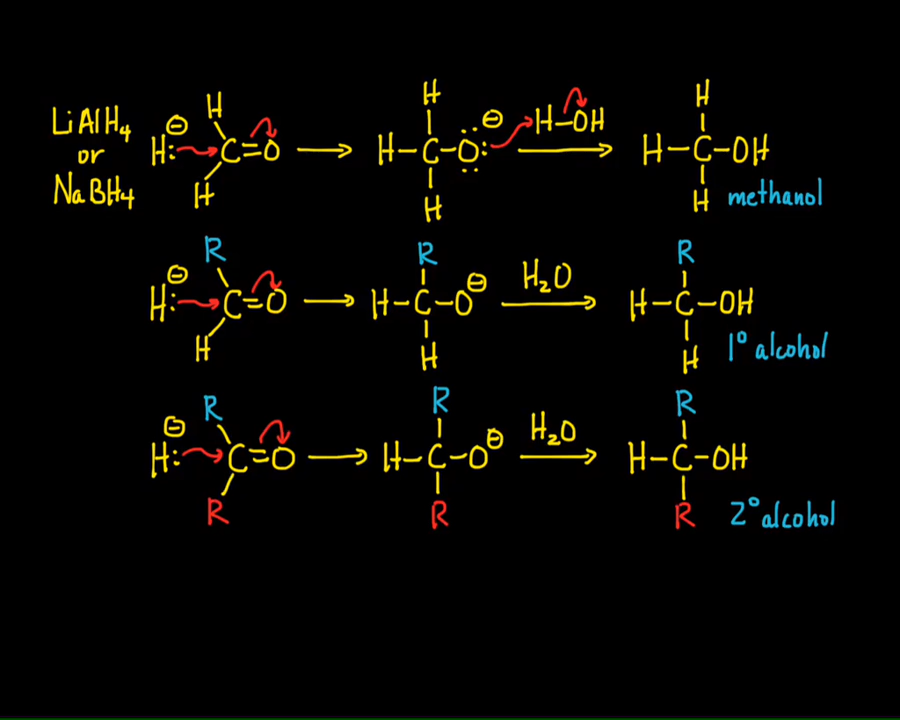 LiAlH₄
or
NaBH₄
H:⊖ H C=O H → H H-C-O:⊖ H H-OH → H H-C-OH H
methanol
H:⊖ R C=O H → R H-C-O⊖ H H₂O → R H-C-OH H
1° alcohol
H:⊖ R C=O R → R H-C-O⊖ R H₂O → R H-C-OH R
2° alcohol